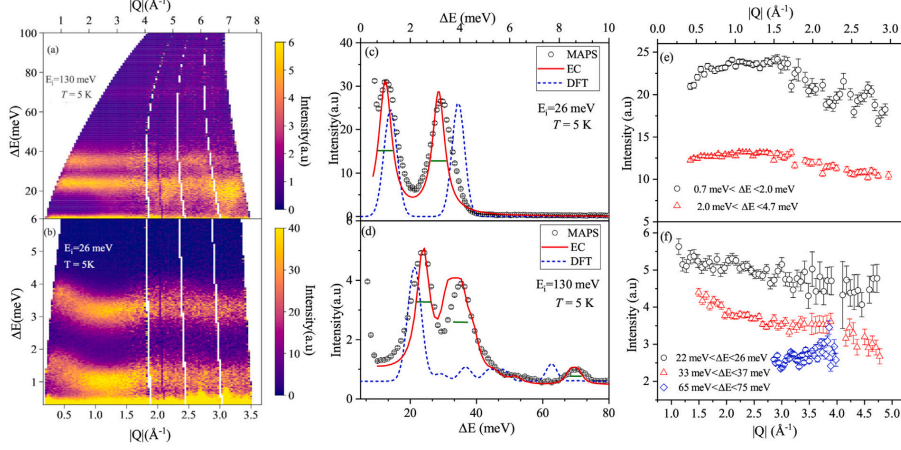 |Q|(Å⁻¹)
0 1 2 3 4 5 6 7 8
100
80
60
40
20
6
5
4
3
2
1
ΔE(meV)
ΔE(meV)
(a)
Eᵢ=130 meV
T = 5 K
(b)
Eᵢ=26 meV
T = 5K
0.5 1.0 1.5 2.0 2.5 3.0 3.5
|Q|(Å⁻¹)
6
5
4
3
2
1
0
Intensity(a.u)
40
20
0
Intensity(a.u)
ΔE (meV)
0 2 4 6 8 10
40
30
20
10
0
Intensity(a.u)
(c)
MAPS
EC
DFT
Eᵢ=26 meV
T = 5 K
6
4
2
0
Intensity(a.u)
(d)
MAPS
EC
DFT
Eᵢ=130 meV
T = 5 K
20 40 60 80
ΔE (meV)
|Q| (Å⁻¹)
0.0 0.5 1.0 1.5 2.0 2.5 3.0
25
20
15
10
Intensity (a.u)
(e)
0.7 meV< ΔE <2.0 meV
2.0 meV< ΔE <4.7 meV
6
5
4
3
2
Intensity (a.u)
(f)
22 meV<ΔE<26 meV
33 meV<ΔE<37 meV
65 meV<ΔE<75 meV
1.0 1.5 2.0 2.5 3.0 3.5 4.0 4.5 5.0
|Q| (Å⁻¹)